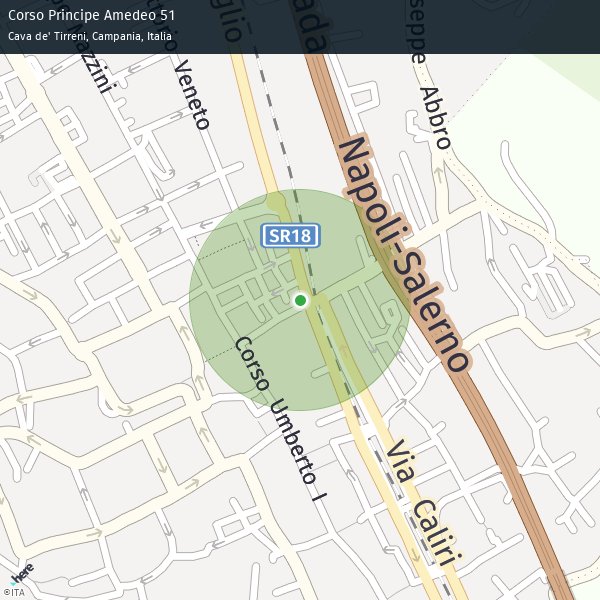 Corso Principe Amedeo 51
Cava de' Tirreni, Campania, Italia
Veneto
Abbro
Napoli-Salerno
SR18
Corso Umberto I
Via Caliri
here
©ITA